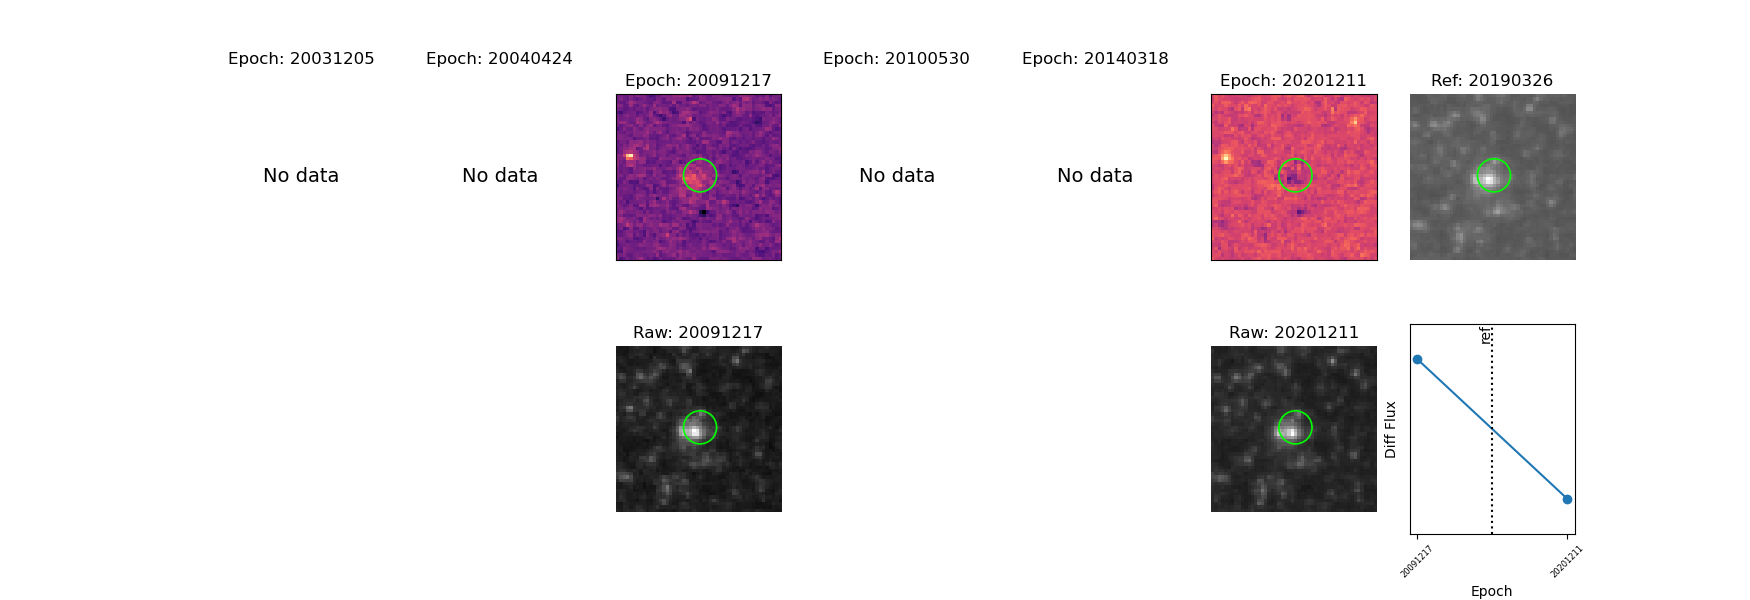 Epoch: 20031205
Epoch: 20040424
Epoch: 20091217
Epoch: 20100530
Epoch: 20140318
Epoch: 20201211
Ref: 20190326
No data
No data
No data
No data
Raw: 20091217
Raw: 20201211
ref
Diff Flux
20091217
20201211
Epoch